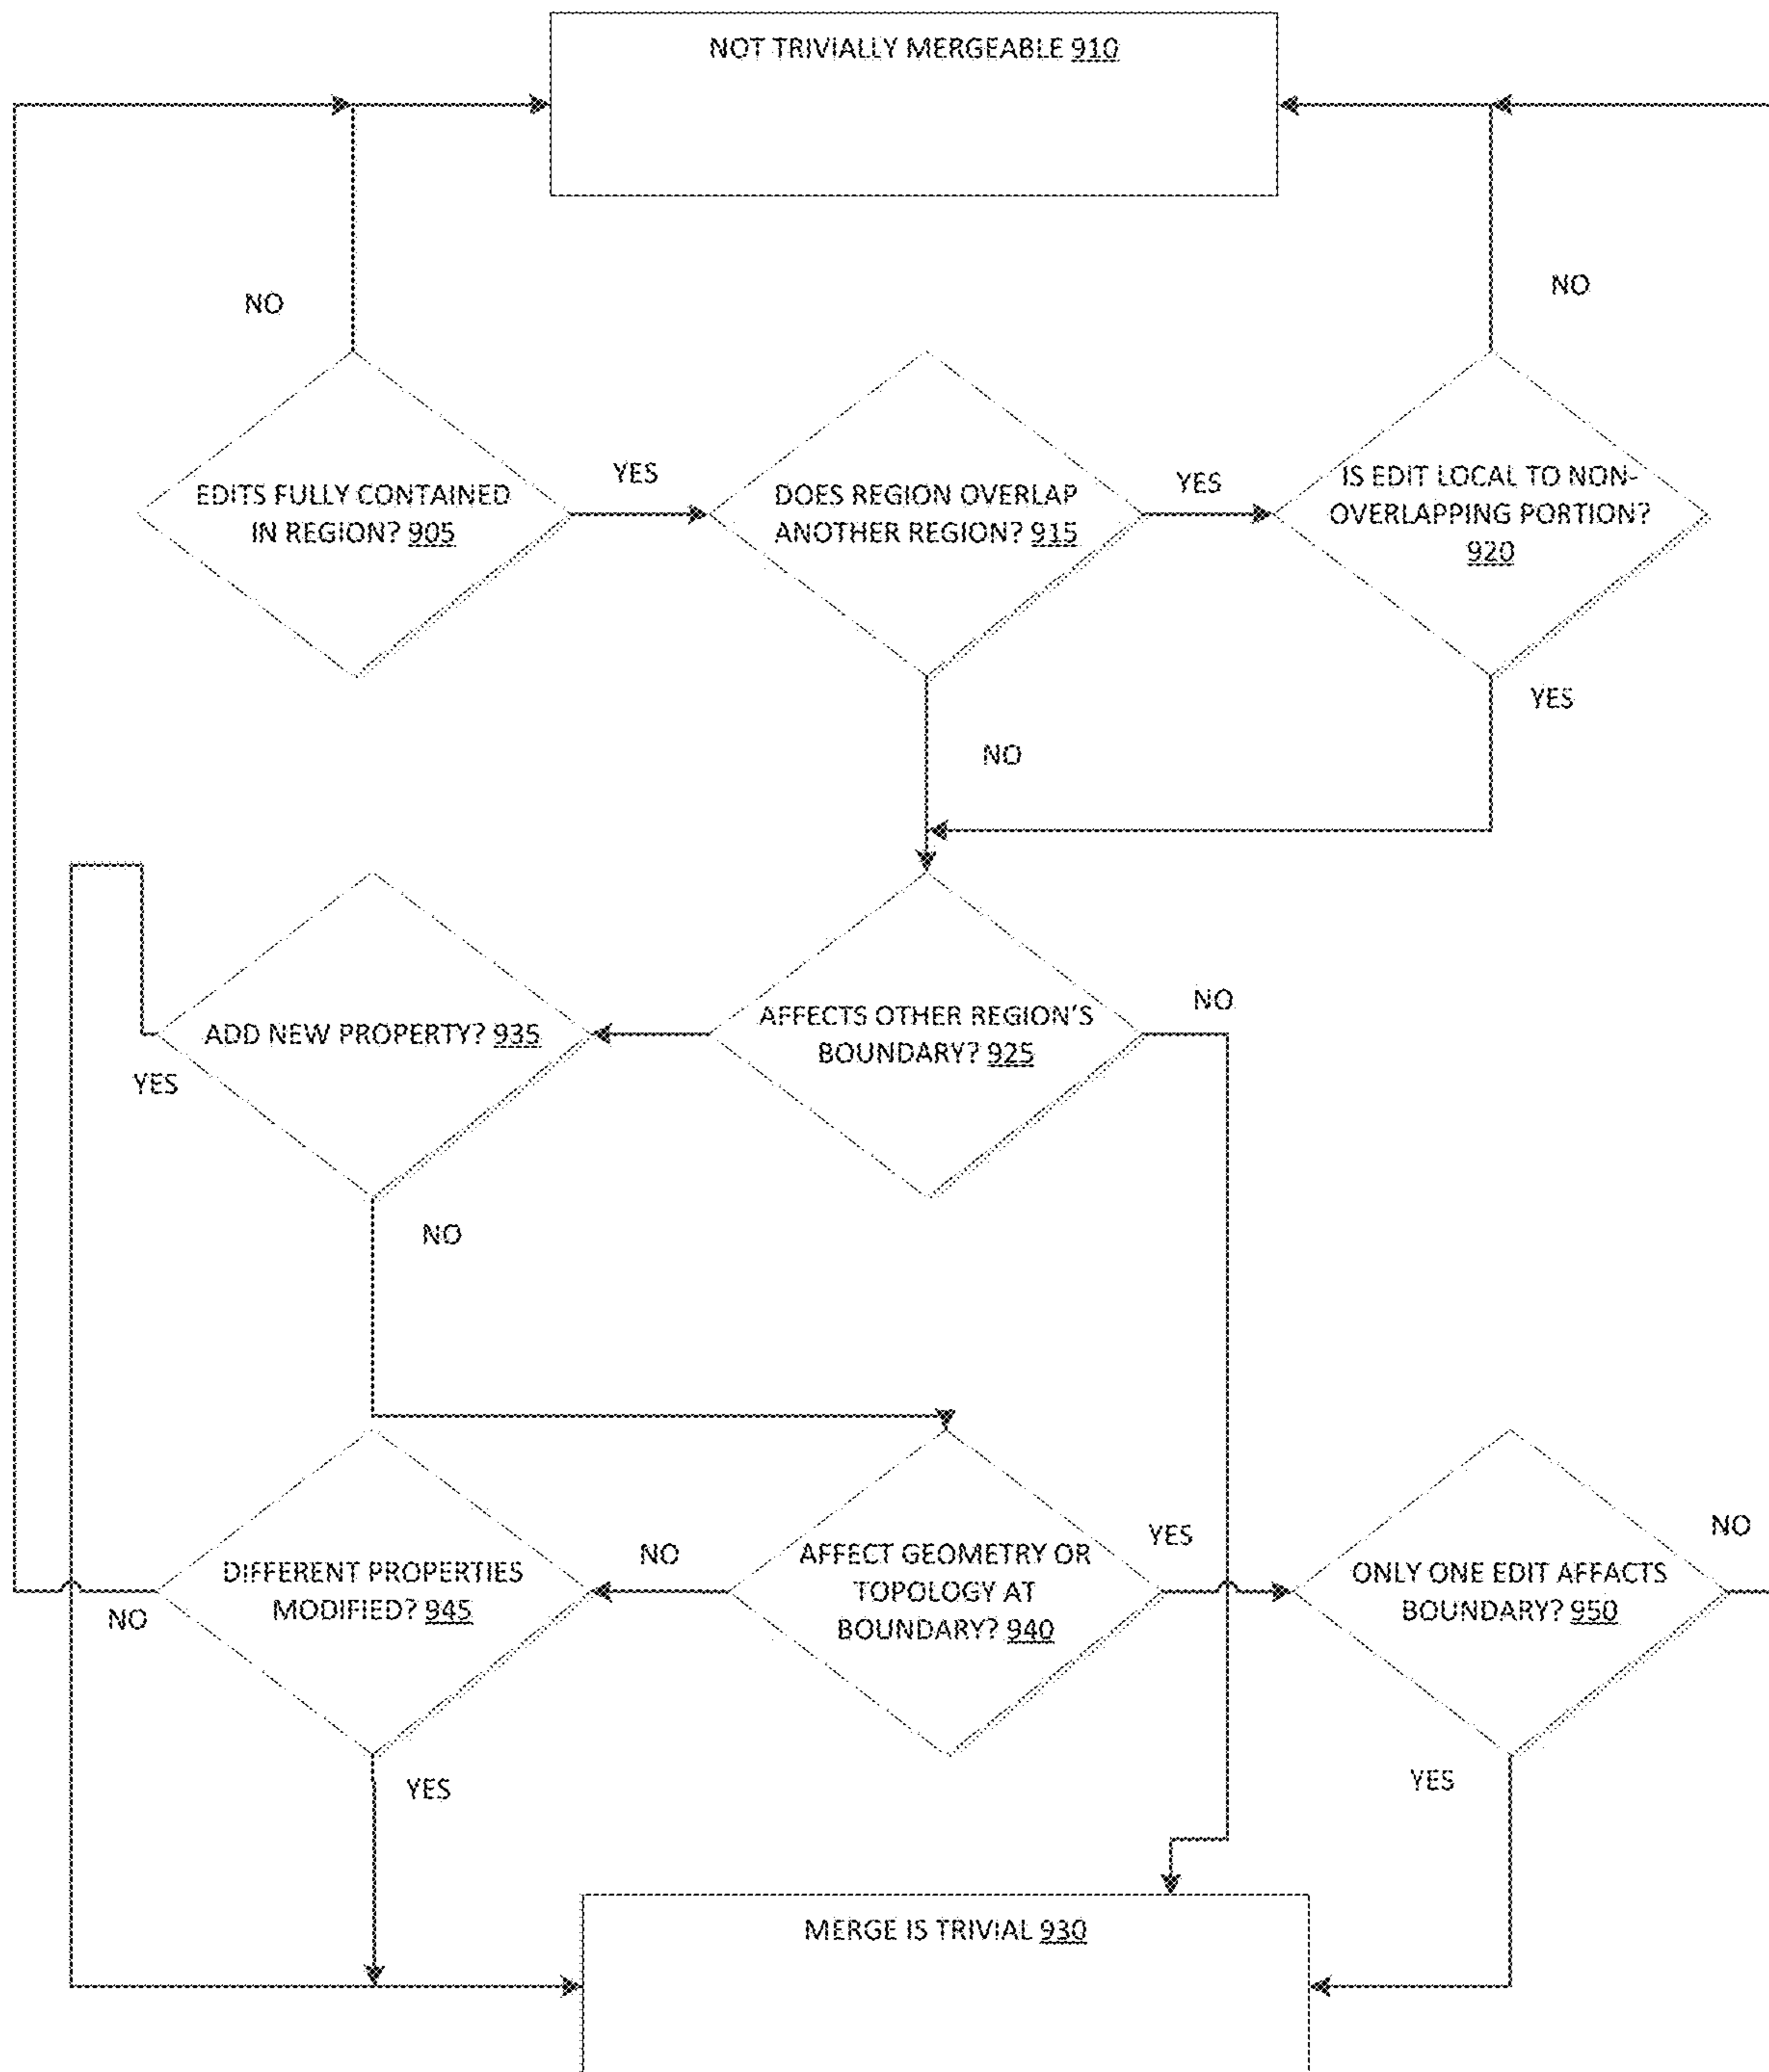 NOT TRIVIALLY MERGEABLE 910
NO
NO
EDITS FULLY CONTAINED
IN REGION? 905
YES
DOES REGION OVERLAP
ANOTHER REGION? 915
YES
IS EDIT LOCAL TO NON-
OVERLAPPING PORTION?
920
YES
NO
ADD NEW PROPERTY? 935
YES
AFFECTS OTHER REGION'S
BOUNDARY? 925
NO
NO
DIFFERENT PROPERTIES
MODIFIED? 945
NO
NO
AFFECT GEOMETRY OR
TOPOLOGY AT
BOUNDARY? 940
YES
ONLY ONE EDIT AFFACTS
BOUNDARY? 950
NO
YES
YES
MERGE IS TRIVIAL 930